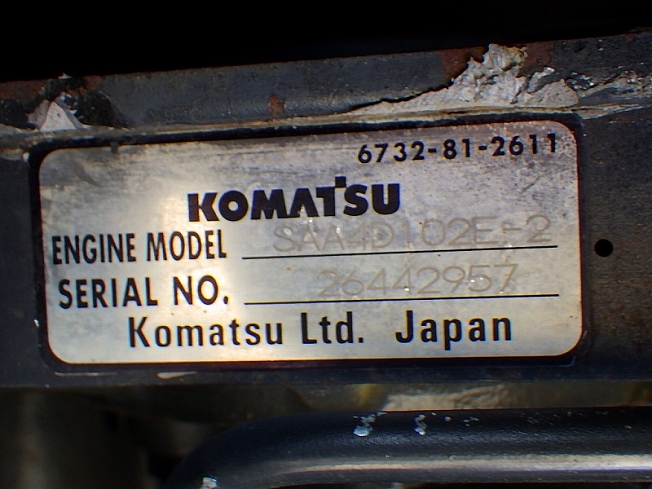 6732-81-2611
KOMATSU
ENGINE MODEL SAA4D102E-2
SERIAL NO. 26442957
Komatsu Ltd. Japan